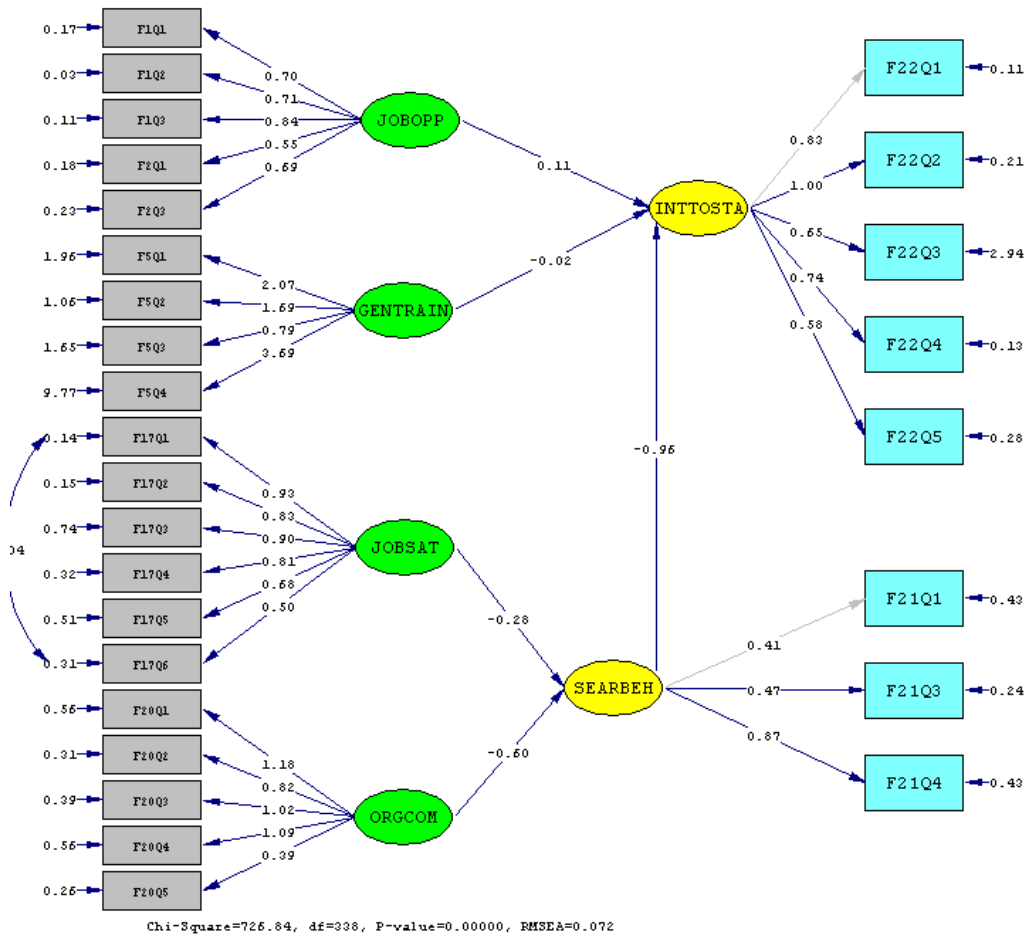 0.17 F1Q1
0.03 F1Q2
0.11 F1Q3
0.18 F2Q1
0.23 F2Q3
1.96 F5Q1
1.06 F5Q2
1.65 F5Q3
9.77 F5Q4
0.14 F17Q1
0.15 F17Q2
0.74 F17Q3
04
0.32 F17Q4
0.51 F17Q5
0.31 F17Q6
0.56 F20Q1
0.31 F20Q2
0.39 F20Q3
0.56 F20Q4
0.26 F20Q5
0.70
0.71
0.84
0.55
0.69
JOBOPP
0.11
2.07
1.69
0.79
3.69
GENTRAIN
-0.02
0.93
0.83
0.90
0.81
0.68
0.50
JOBSAT
-0.28
1.18
0.82
1.02
1.09
0.39
ORGCOM
-0.60
INTTOSTA
-0.96
SEARBEH
0.83
1.00
0.65
0.74
0.58
F22Q1 0.11
F22Q2 0.21
F22Q3 2.94
F22Q4 0.13
F22Q5 0.28
0.41
0.47
0.87
F21Q1 0.43
F21Q3 0.24
F21Q4 0.43
Chi-Square=726.84, df=338, P-value=0.00000, RMSEA=0.072